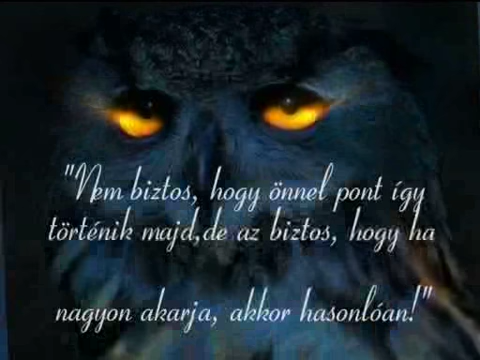 "Nem biztos, hogy önnel pont így
történik majd,de az biztos, hogy ha
nagyon akarja, akkor hasonlóan!"